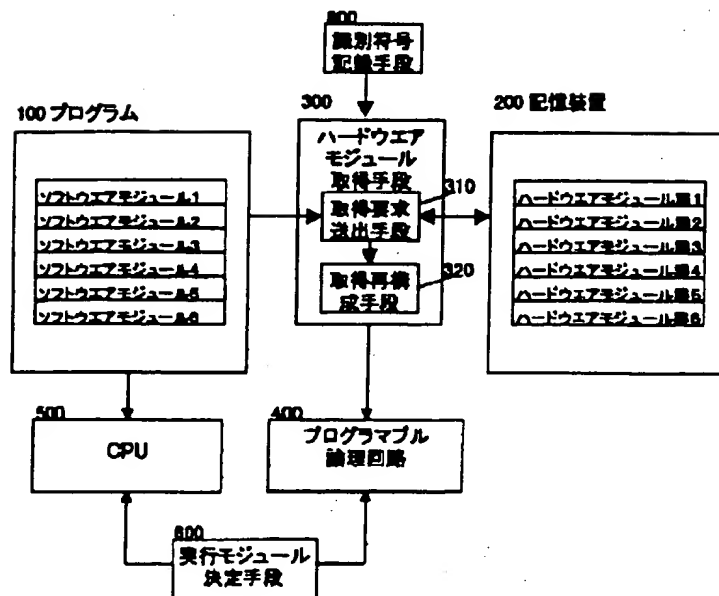 識別符号
記録手段
300
100 プログラム
200 記憶装置
ハードウエア
モジュール
取得手段
310
取得要求
送出手段
320
取得再構
成手段
ソフトウエアモジュール1
ソフトウエアモジュール2
ソフトウエアモジュール3
ソフトウエアモジュール4
ソフトウエアモジュール5
ソフトウエアモジュール6
ハードウエアモジュール群1
ハードウエアモジュール群2
ハードウエアモジュール群3
ハードウエアモジュール群4
ハードウエアモジュール群5
ハードウエアモジュール群6
500
CPU
400
プログラマブル
論理回路
600
実行モジュール
決定手段